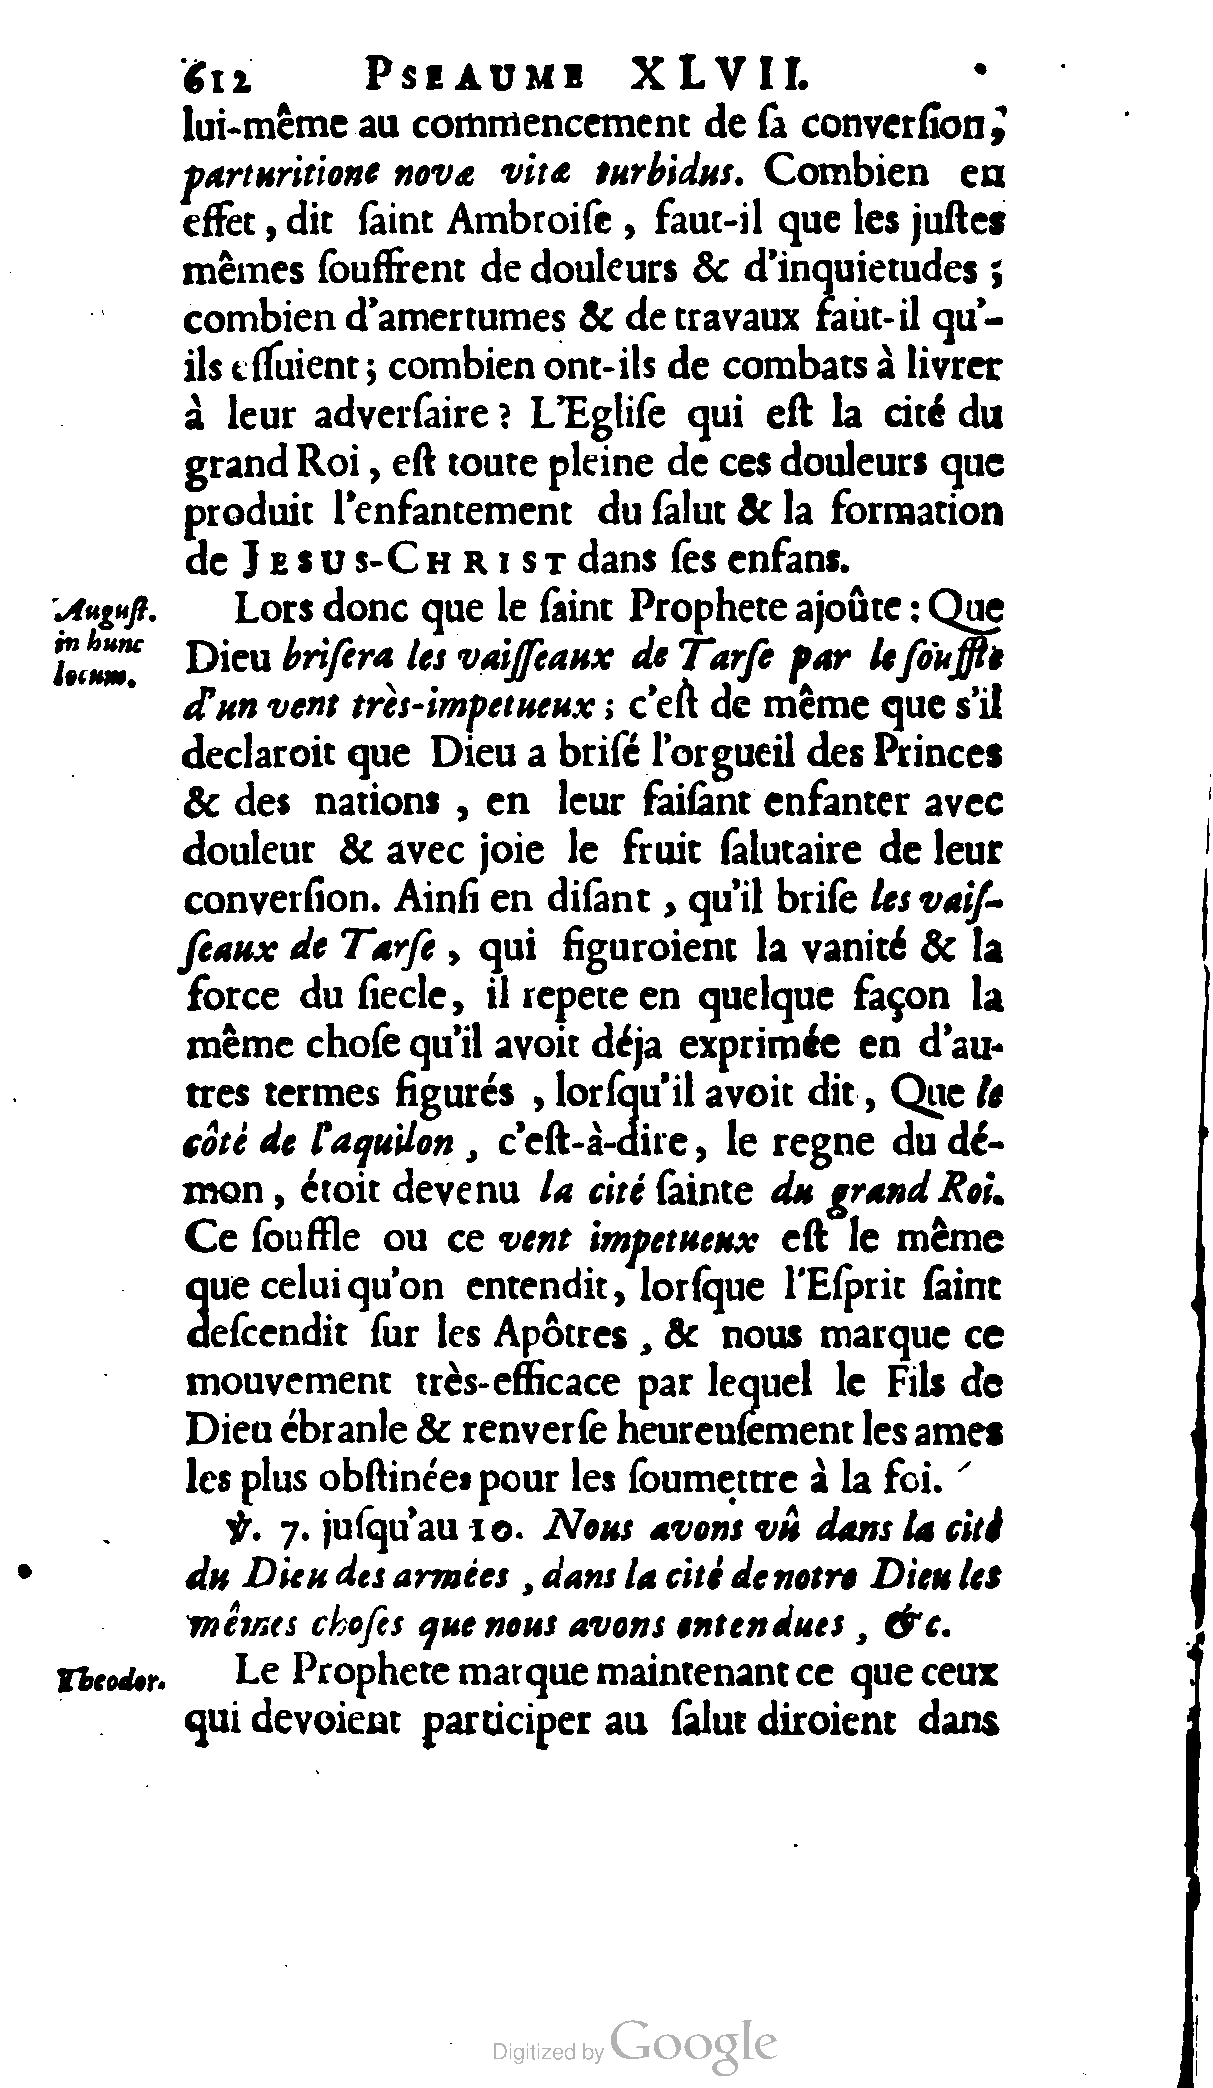 612 PSEAUME XLVII.
lui-même au commencement de ſa converſion,
parturitione novæ vitæ turbidus. Combien en
effet, dit ſaint Ambroiſe, faut-il que les juſtes
mêmes ſouffrent de douleurs & d'inquietudes ;
combien d'amertumes & de travaux faut-il qu'-
ils eſſuient ; combien ont-ils de combats à livrer
à leur adverſaire ? L'Egliſe qui eſt la cité du
grand Roi, eſt toute pleine de ces douleurs que
produit l'enfantement du ſalut & la formation
de JESUS-CHRIST dans ſes enfans.
Auguſt.
in hunc
locum.
Lors donc que le ſaint Prophete ajoûte : Que
Dieu briſera les vaiſſeaux de Tarſe par le ſouffle
d'un vent très-impetueux ; c'eſt de même que s'il
declaroit que Dieu a briſé l'orgueil des Princes
& des nations, en leur faiſant enfanter avec
douleur & avec joie le fruit ſalutaire de leur
converſion. Ainſi en diſant, qu'il briſe les vaiſ-
ſeaux de Tarſe, qui figuroient la vanité & la
force du ſiecle, il repete en quelque façon la
même choſe qu'il avoit déja exprimée en d'au-
tres termes figurés, lorſqu'il avoit dit, Que le
côté de l'aquilon, c'eſt-à-dire, le regne du dé-
mon, étoit devenu la cité ſainte du grand Roi.
Ce ſouffle ou ce vent impetueux eſt le même
que celui qu'on entendit, lorſque l'Eſprit ſaint
deſcendit ſur les Apôtres, & nous marque ce
mouvement très-efficace par lequel le Fils de
Dieu ébranle & renverſe heureuſement les ames
les plus obſtinées pour les ſoumettre à la foi.
℣. 7. juſqu'au 10. Nous avons vû dans la cité
du Dieu des armées, dans la cité de notre Dieu les
mêmes choſes que nous avons entendues, &c.
Theodor.
Le Prophete marque maintenant ce que ceux
qui devoient participer au ſalut diroient dans
Digitized by Google